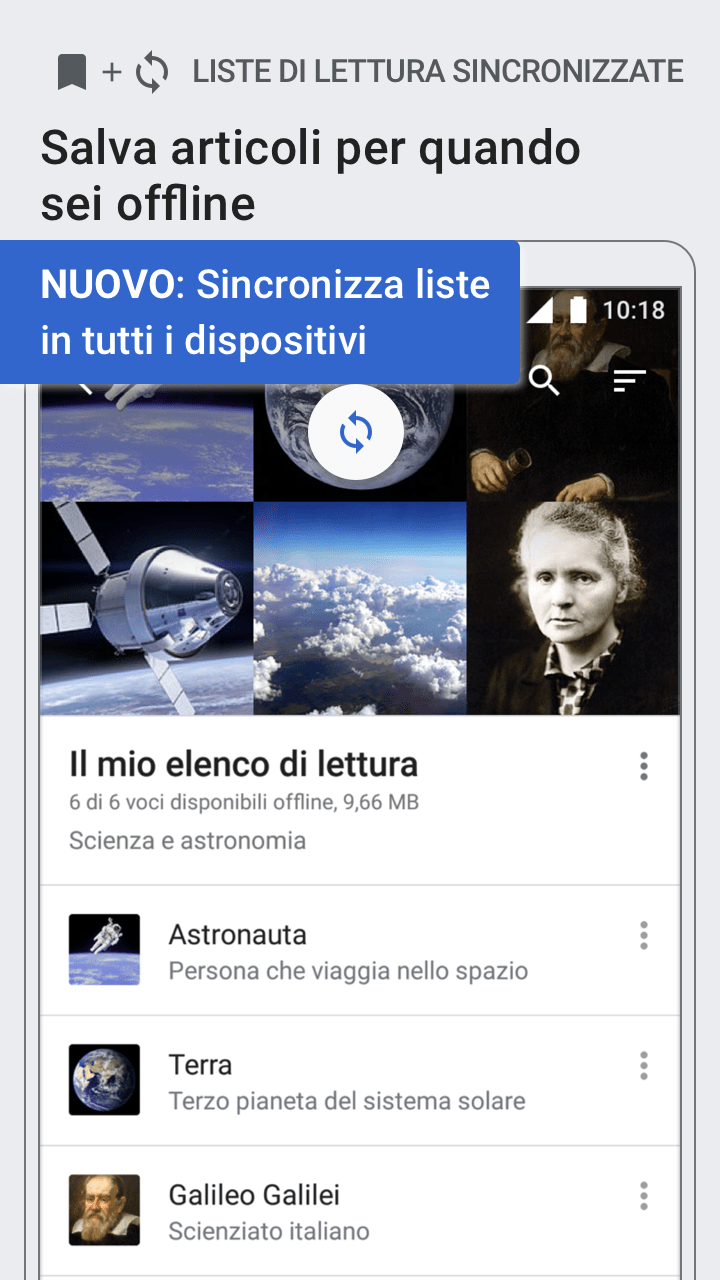 + LISTE DI LETTURA SINCRONIZZATE
Salva articoli per quando
sei offline
NUOVO: Sincronizza liste
in tutti i dispositivi
10:18
Il mio elenco di lettura
6 di 6 voci disponibili offline, 9,66 MB
Scienza e astronomia
Astronauta
Persona che viaggia nello spazio
Terra
Terzo pianeta del sistema solare
Galileo Galilei
Scienziato italiano